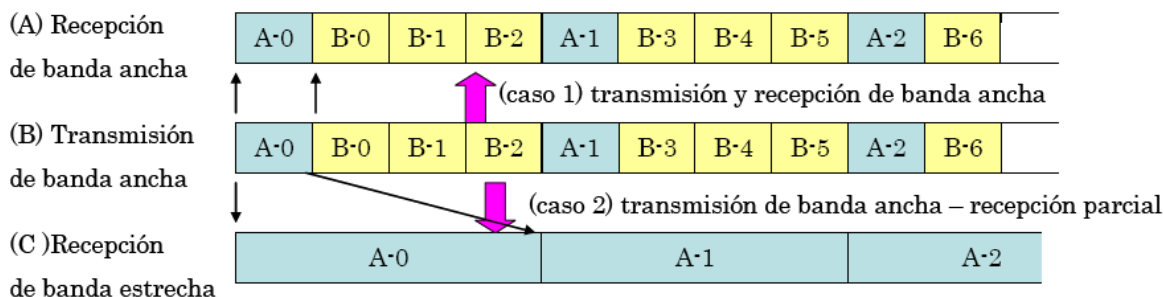 (A) Recepción
de banda ancha
A-0 B-0 B-1 B-2 A-1 B-3 B-4 B-5 A-2 B-6
(caso 1) transmisión y recepción de banda ancha
(B) Transmisión
de banda ancha
A-0 B-0 B-1 B-2 A-1 B-3 B-4 B-5 A-2 B-6
(caso 2) transmisión de banda ancha – recepción parcial
(C )Recepción
de banda estrecha
A-0 A-1 A-2